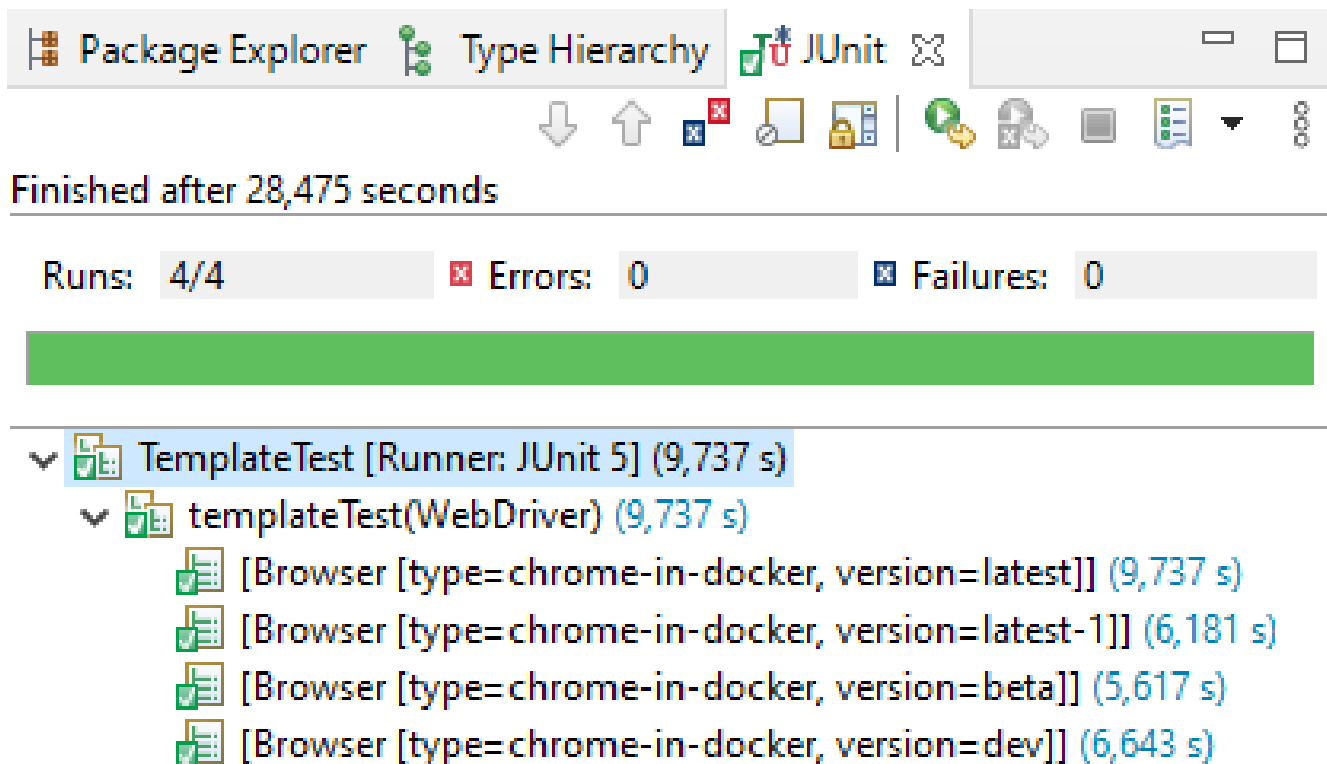 Package Explorer Type Hierarchy JUnit
Finished after 28,475 seconds
Runs: 4/4 Errors: 0 Failures: 0
TemplateTest [Runner: JUnit 5] (9,737 s)
templateTest(WebDriver) (9,737 s)
[Browser [type=chrome-in-docker, version=latest]] (9,737 s)
[Browser [type=chrome-in-docker, version=latest-1]] (6,181 s)
[Browser [type=chrome-in-docker, version=beta]] (5,617 s)
[Browser [type=chrome-in-docker, version=dev]] (6,643 s)